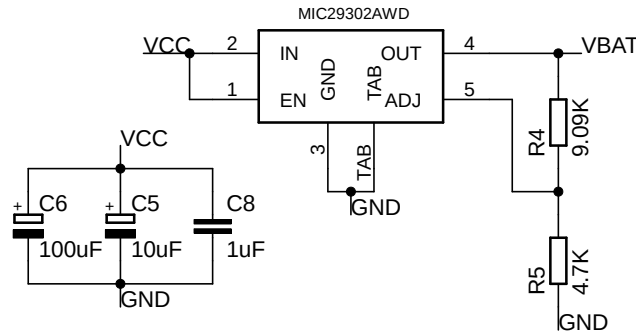 MIC29302AWD
VCC
2
IN
OUT
4
VBAT
GND
TAB
1
EN
ADJ
5
R4
9.09K
3
TAB
GND
VCC
+
C6
100uF
+
C5
10uF
C8
1uF
GND
R5
4.7K
GND